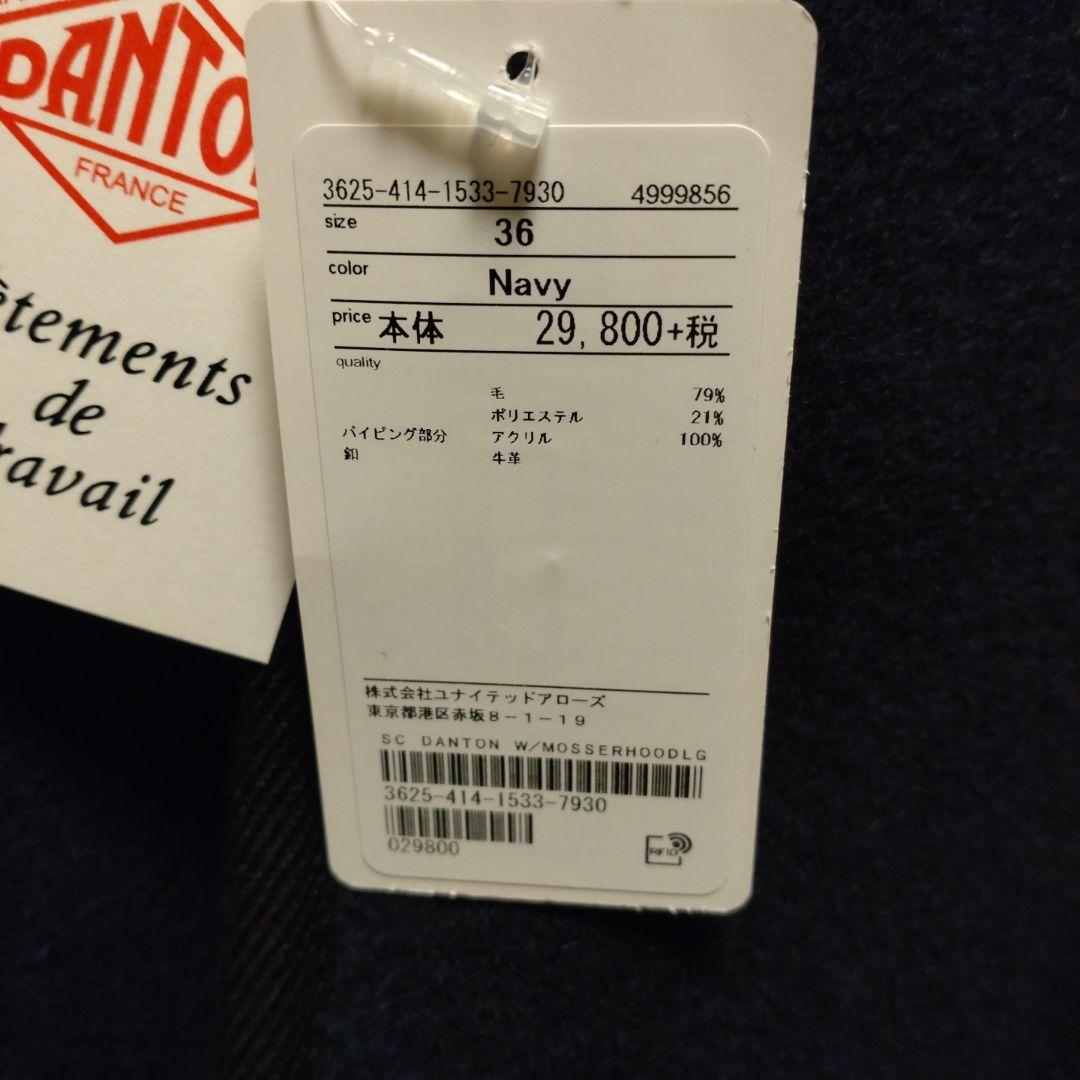 DANTO
FRANCE
tements
de
ravail
3625-414-1533-7930 4999856
size 36
color Navy
price 本体 29,800+税
quality
毛 79%
ポリエステル 21%
パイピング部分 アクリル 100%
釦 牛革
株式会社ユナイテッドアローズ
東京都港区赤坂8-1-19
SC DANTON W/MOSSERHOODLG
3625-414-1533-7930
029800
RFID